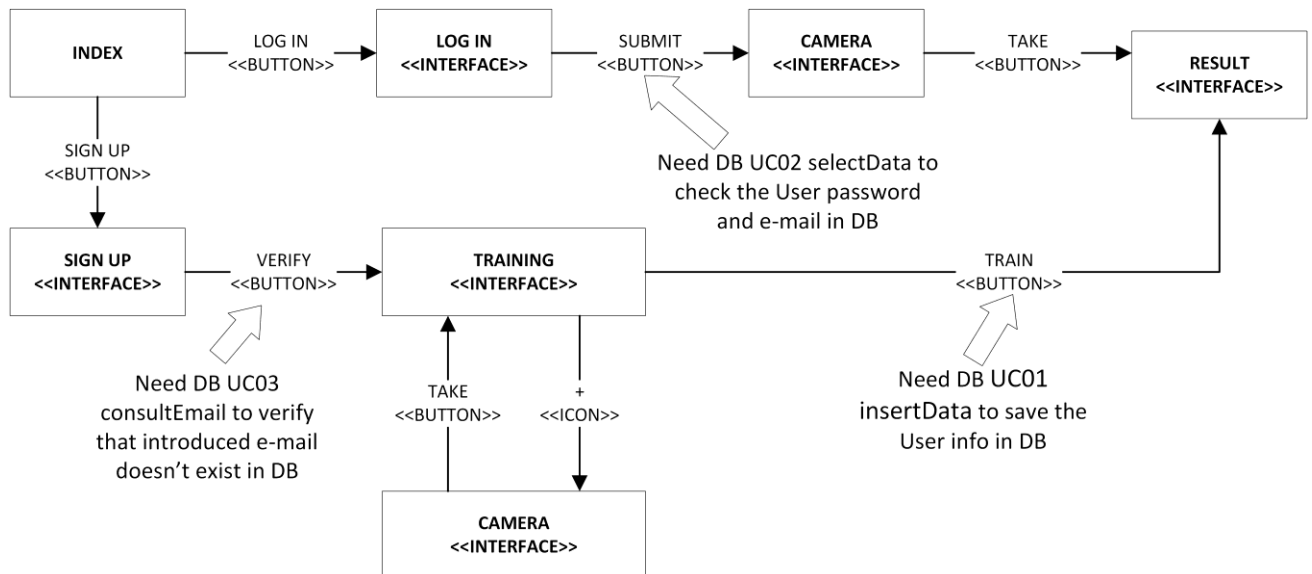 INDEX
LOG IN
<<BUTTON>>
LOG IN
<<INTERFACE>>
SUBMIT
<<BUTTON>>
CAMERA
<<INTERFACE>>
TAKE
<<BUTTON>>
RESULT
<<INTERFACE>>
SIGN UP
<<BUTTON>>
Need DB UC02 selectData to
check the User password
and e-mail in DB
SIGN UP
<<INTERFACE>>
VERIFY
<<BUTTON>>
TRAINING
<<INTERFACE>>
TRAIN
<<BUTTON>>
Need DB UC03
consultEmail to verify
that introduced e-mail
doesn't exist in DB
TAKE
<<BUTTON>>
+
<<ICON>>
Need DB UC01
insertData to save the
User info in DB
CAMERA
<<INTERFACE>>